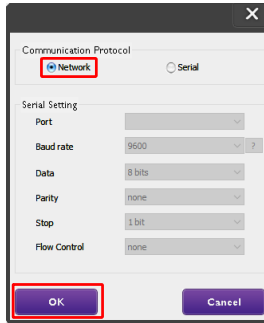 Communication Protocol
Network Serial
Serial Setting
Port
Baud rate 9600 ?
Data 8 bits
Parity none
Stop 1 bit
Flow Control none
OK Cancel